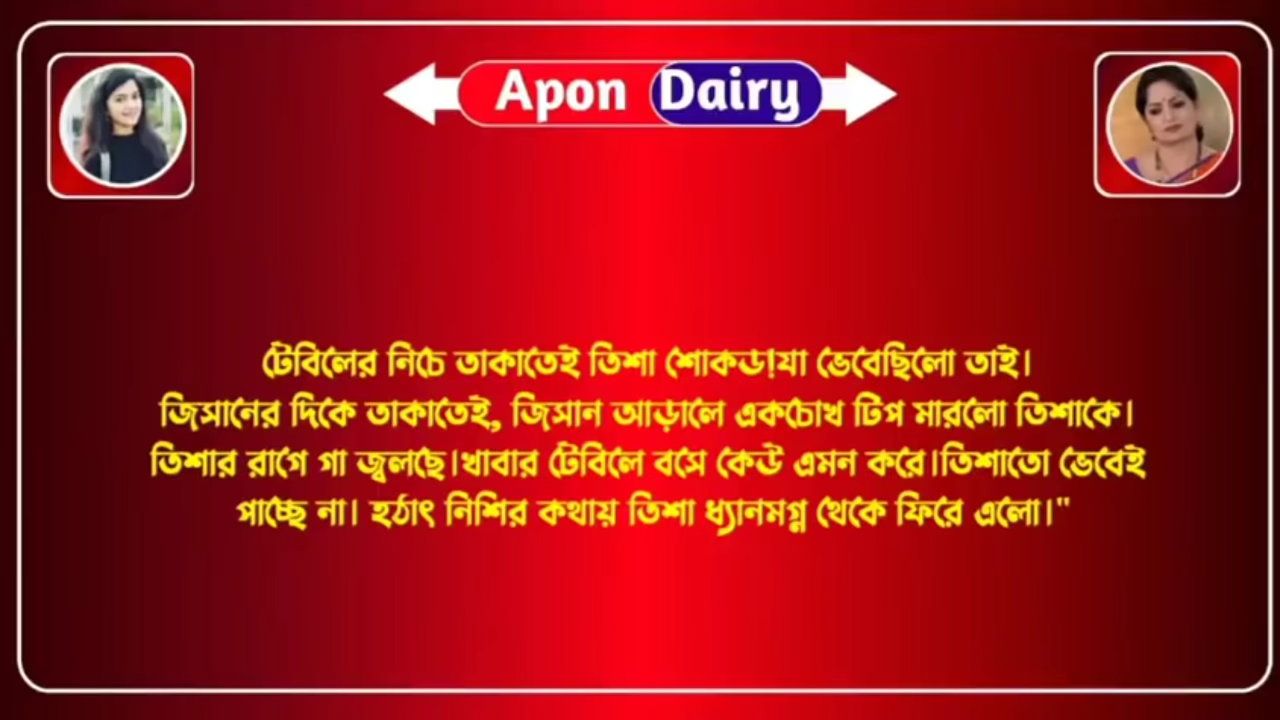 Apon Dairy
টেবিলের নিচে তাকাতেই তিশা শোকড!যা ভেবেছিলো তাই।
জিসানের দিকে তাকাতেই, জিসান আড়ালে একচোখ টিপ মারলো তিশাকে।
তিশার রাগে গা জ্বলছে।খাবার টেবিলে বসে কেউ এমন করে।তিশাতো ভেবেই
পাচ্ছে না। হঠাৎ নিশির কথায় তিশা ধ্যানমগ্ন থেকে ফিরে এলো।"